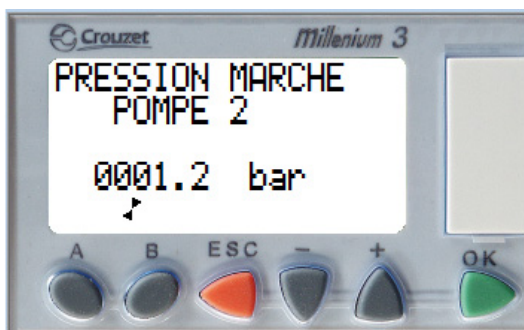 Crouzet
Millenium 3
PRESSION MARCHE
POMPE 2
0001.2 bar
A B ESC - + OK